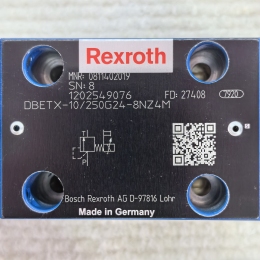 Rexroth
MNR: 0811402019
SN: 8
1202549076 FD: 27408 7920
DBETX-10/250G24-8NZ4M
P
T
Bosch Rexroth AG D-97816 Lohr
Made in Germany